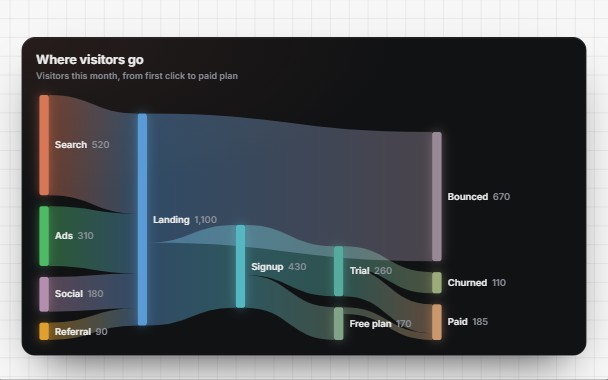 Where visitors go
Visitors this month, from first click to paid plan
Search 520
Landing 1,100
Bounced 670
Ads 310
Signup 430
Trial 260
Churned 110
Social 180
Free plan 170
Paid 185
Referral 90